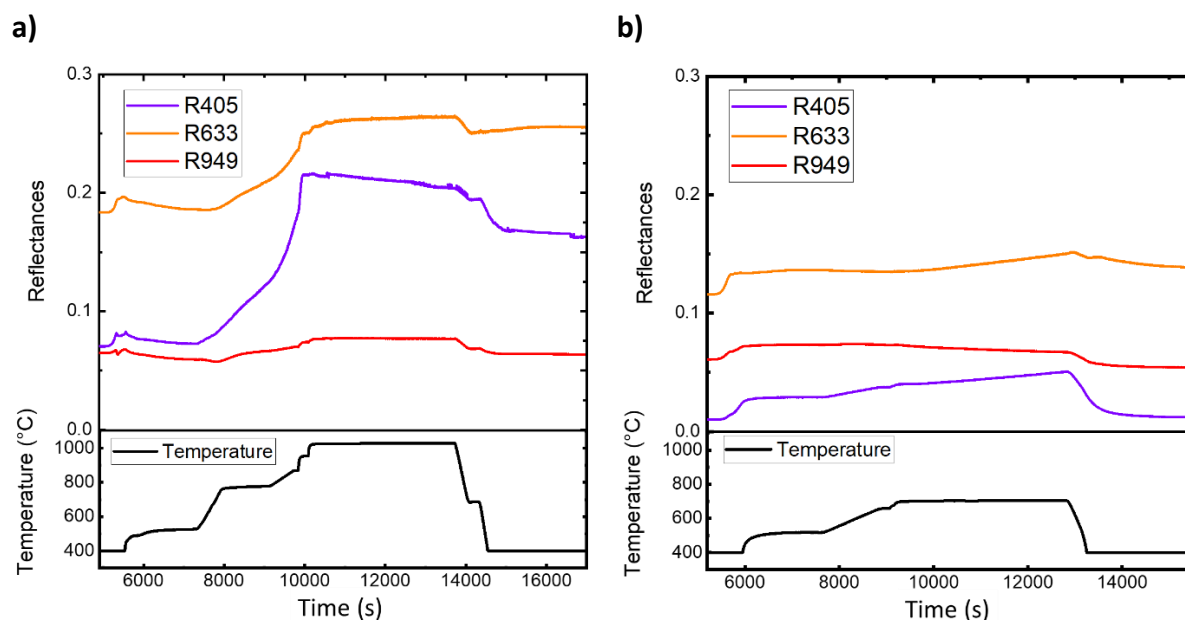 a)
0.3
0.2
0.1
0.0
Reflectances
R405
R633
R949
1000
800
600
400
Temperature (°C)
Temperature
6000 8000 10000 12000 14000 16000
Time (s)
b)
0.3
0.2
0.1
0.0
Reflectances
R405
R633
R949
1000
800
600
400
Temperature (°C)
Temperature
6000 8000 10000 12000 14000
Time (s)